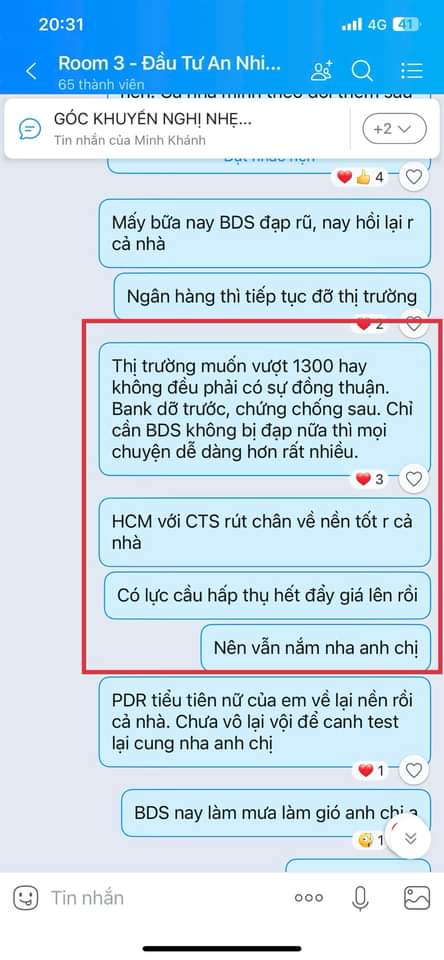 20:31
4G
41
Room 3 - Đầu Tư An Nhi...
65 thành viên
GÓC KHUYẾN NGHỊ NHẸ...
Tin nhắn của Minh Khánh
+2
4
Mấy bữa nay BDS đạp rũ, nay hồi lại r
cả nhà
Ngân hàng thì tiếp tục đỡ thị trường
2
Thị trường muốn vượt 1300 hay
không đều phải có sự đồng thuận.
Bank dỡ trước, chứng chống sau. Chỉ
cần BDS không bị đạp nữa thì mọi
chuyện dễ dàng hơn rất nhiều.
3
HCM với CTS rút chân về nền tốt r cả
nhà
Có lực cầu hấp thụ hết đẩy giá lên rồi
Nên vẫn nắm nha anh chị
PDR tiểu tiên nữ của em về lại nền rồi
cả nhà. Chưa vô lại vội để canh test
lại cung nha anh chị
1
BDS nay làm mưa làm gió anh chị ạ
1
Tin nhắn